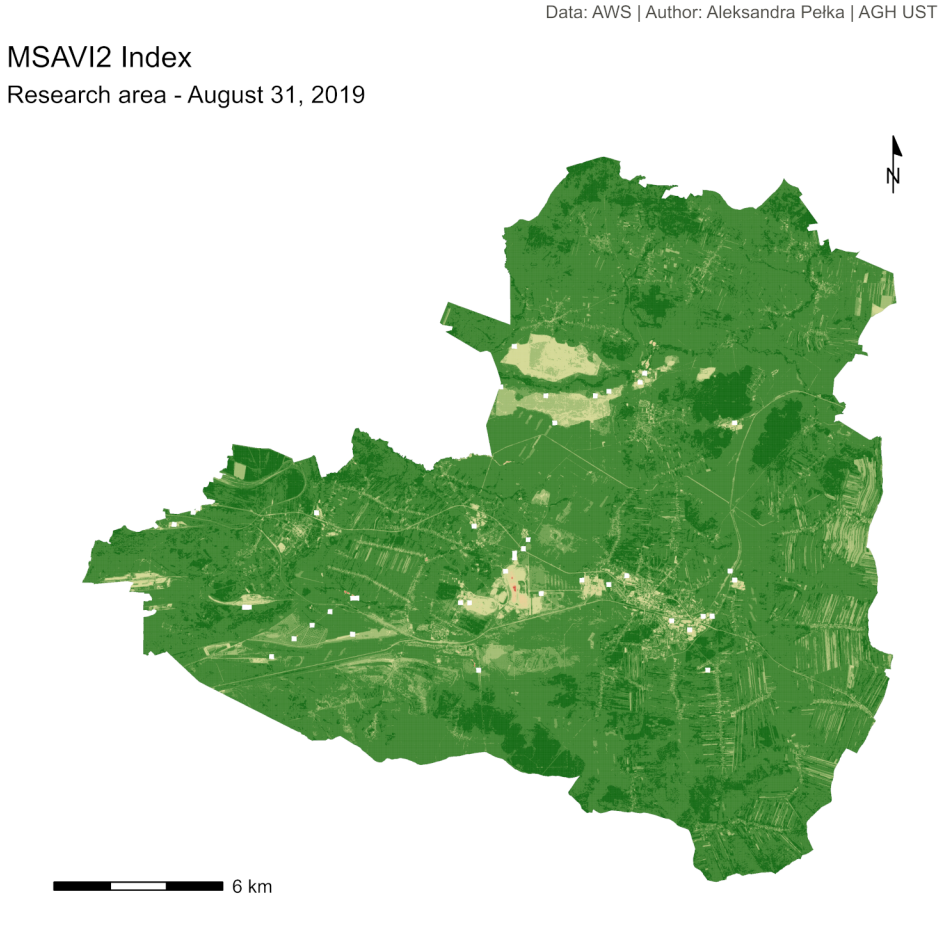 Data: AWS | Author: Aleksandra Pełka | AGH UST
MSAVI2 Index
Research area - August 31, 2019
N
6 km